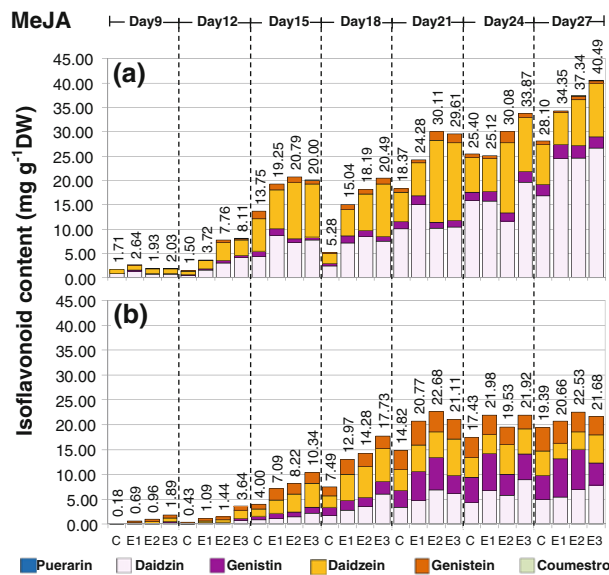 MeJA
Day9 Day12 Day15 Day18 Day21 Day24 Day27
Isoflavonoid content (mg g-1DW)
(a)
45.00
40.00
35.00
30.00
25.00
20.00
15.00
10.00
5.00
0.00
1.71 2.64 1.93 2.03 1.50 3.72 7.76 8.11 13.75 19.25 20.79 20.00 5.28 15.04 18.19 20.49 18.37 24.28 30.11 29.61 25.40 25.12 30.08 33.87 28.10 34.35 37.34 40.49
(b)
45.00
40.00
35.00
30.00
25.00
20.00
15.00
10.00
5.00
0.00
0.18 0.69 0.96 1.89 0.43 1.09 1.44 3.64 4.00 7.09 8.22 10.34 7.49 12.97 14.28 17.73 14.82 20.77 22.68 21.11 17.43 21.98 19.53 21.92 19.39 20.66 22.53 21.68
C E1 E2 E3 C E1 E2 E3 C E1 E2 E3 C E1 E2 E3 C E1 E2 E3 C E1 E2 E3 C E1 E2 E3
Puerarin Daidzin Genistin Daidzein Genistein Coumestro